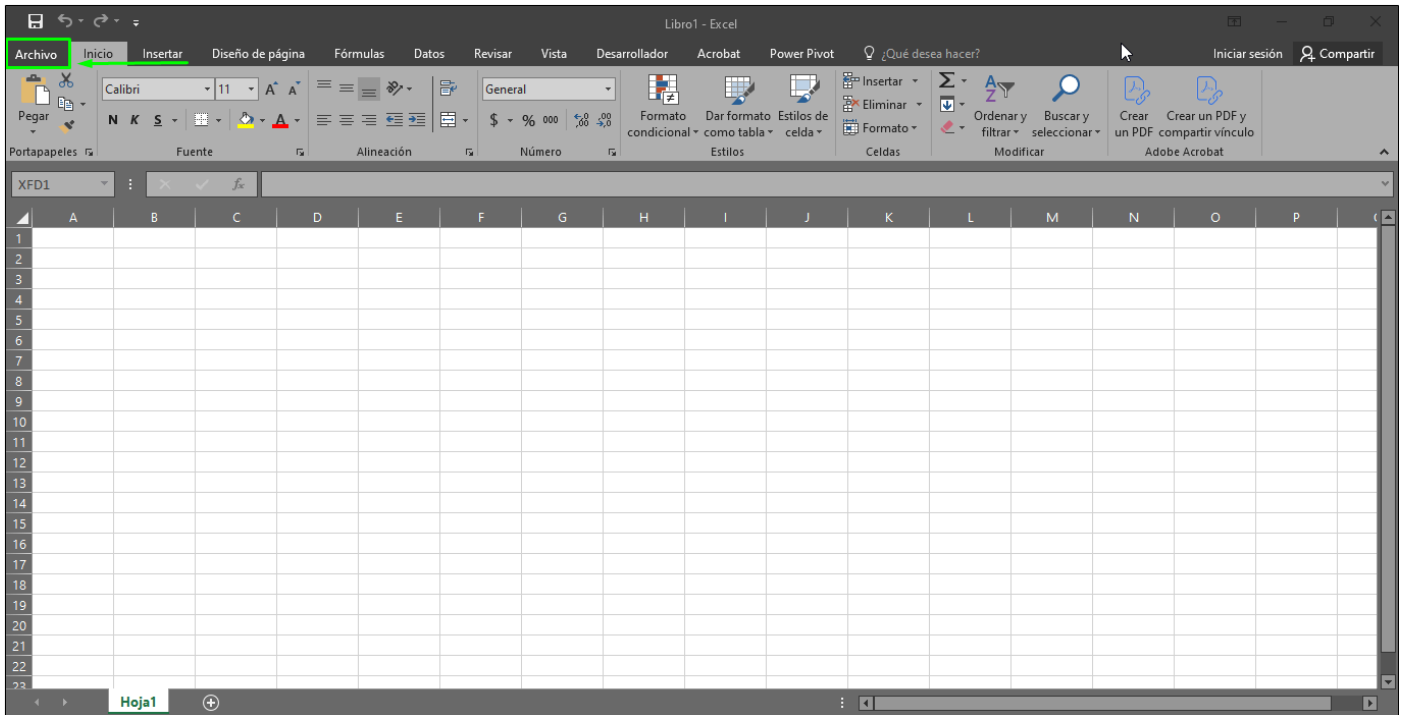 Libro1 - Excel
Archivo Inicio Insertar Diseño de página Fórmulas Datos Revisar Vista Desarrollador Acrobat Power Pivot ¿Qué desea hacer? Iniciar sesión Compartir
Pegar
Portapapeles
Calibri 11
N K S A
Fuente
Alineación
General
$ % 000
Número
Formato condicional
Dar formato como tabla
Estilos de celda
Estilos
Insertar
Eliminar
Formato
Celdas
Σ
Ordenar y filtrar
Buscar y seleccionar
Modificar
Crear un PDF
Crear un PDF y compartir vínculo
Adobe Acrobat
XFD1 fx
A B C D E F G H I J K L M N O P
1
2
3
4
5
6
7
8
9
10
11
12
13
14
15
16
17
18
19
20
21
22
23
Hoja1